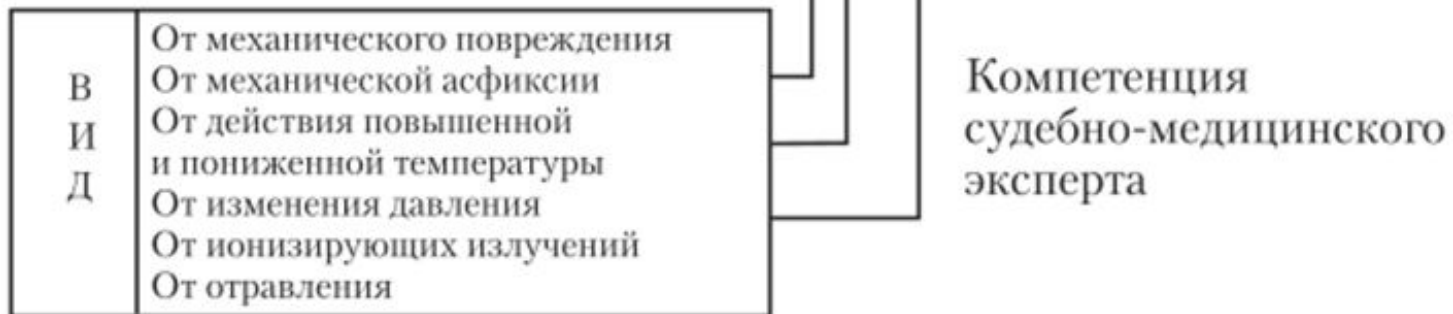 В
И
Д
От механического повреждения
От механической асфиксии
От действия повышенной
и пониженной температуры
От изменения давления
От ионизирующих излучений
От отравления
Компетенция
судебно-медицинского
эксперта